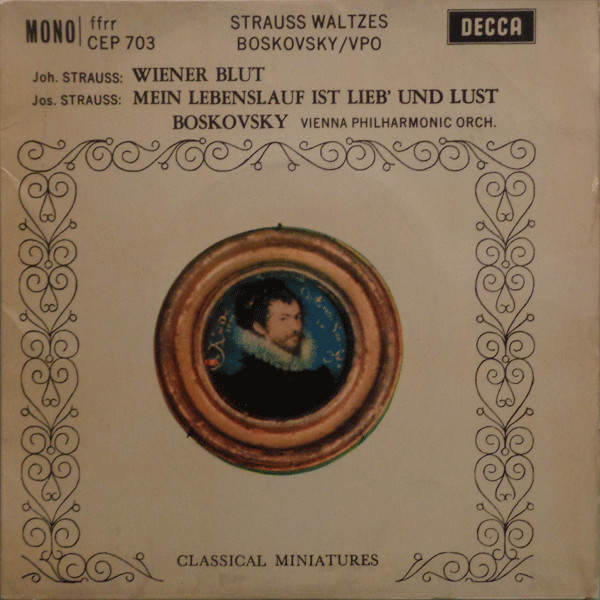 MONO ffrr CEP 703
STRAUSS WALTZES
BOSKOVSKY/VPO
DECCA
Joh. STRAUSS: WIENER BLUT
Jos. STRAUSS: MEIN LEBENSLAUF IST LIEB' UND LUST
BOSKOVSKY VIENNA PHILHARMONIC ORCH.
CLASSICAL MINIATURES